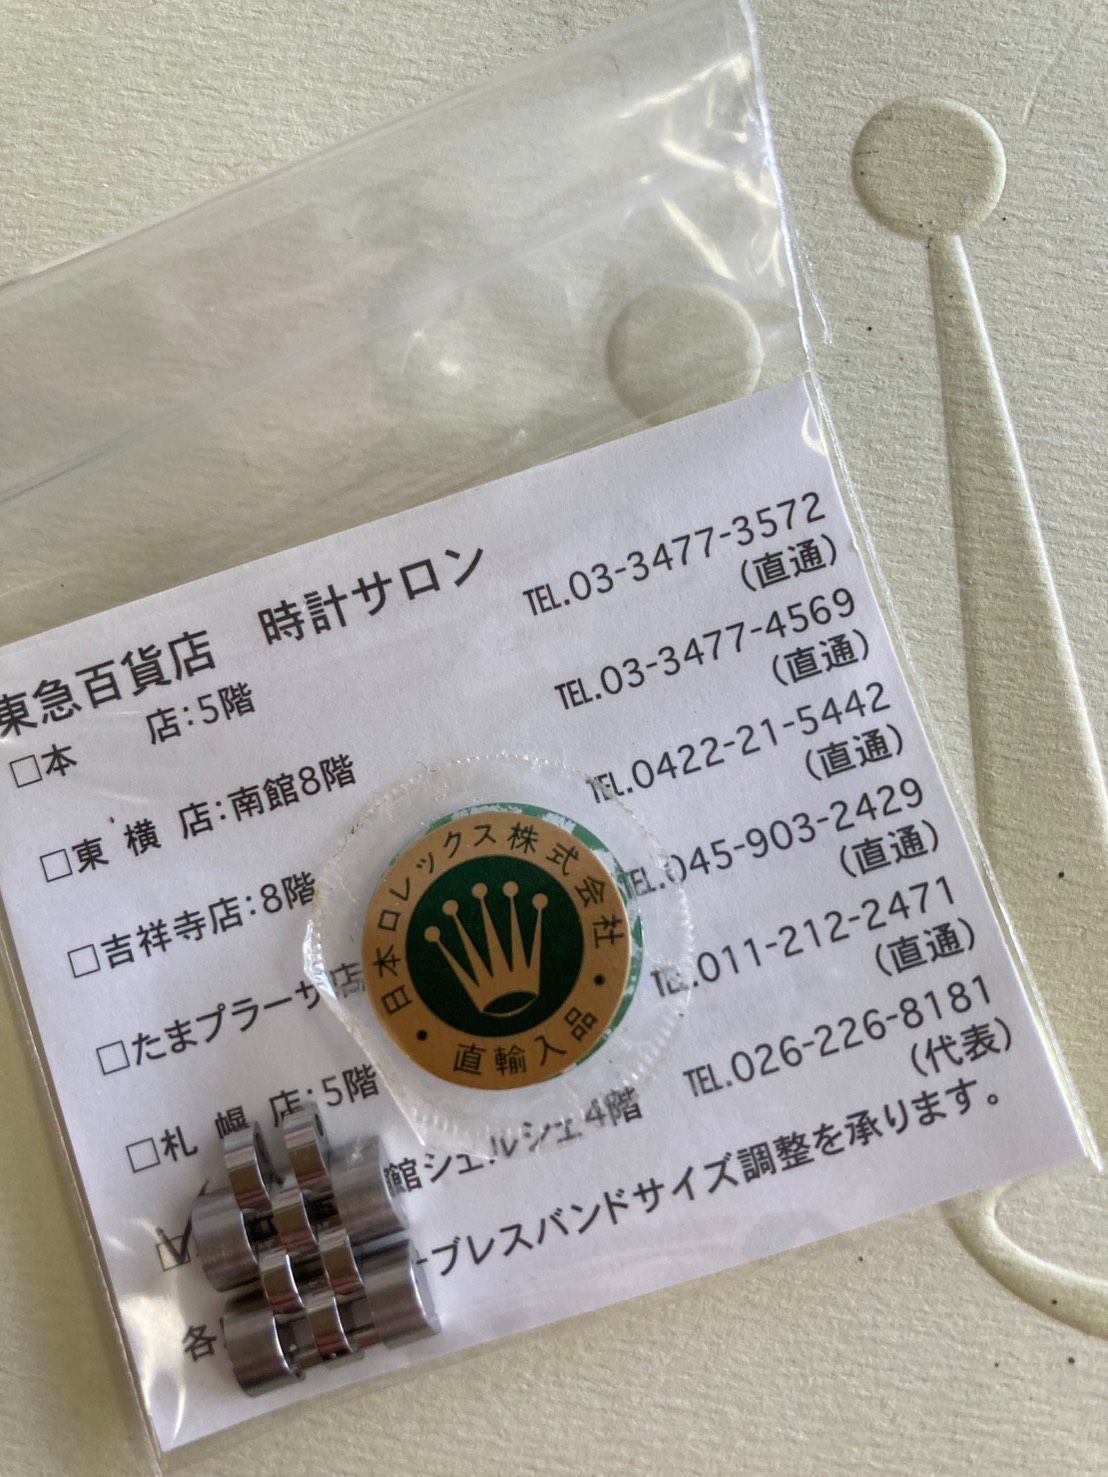 東急百貨店 時計サロン
□本 店:5階 TEL.03-3477-3572
(直通)
□東 横 店:南館8階 TEL.03-3477-4569
(直通)
□吉祥寺店:8階 TEL.0422-21-5442
(直通)
□たまプラーザ店 TEL.045-903-2429
(直通)
□札 幌 店:5階 TEL.011-212-2471
(直通)
館シェルシェ4階 TEL.026-226-8181
(代表)
各 ーブレスバンドサイズ調整を承ります。
日本ロレックス株式会社
・直輸入品・